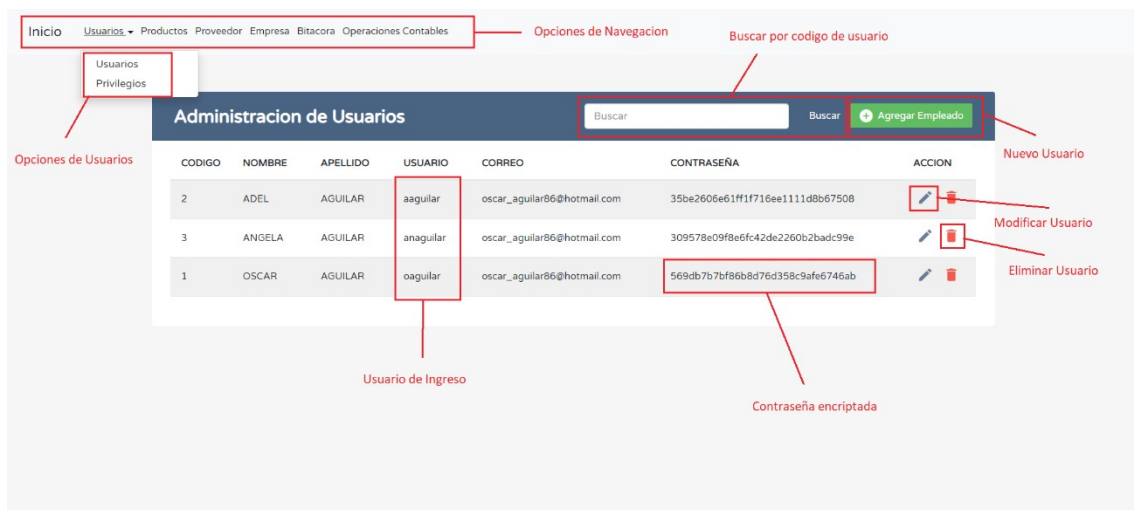 Inicio Usuarios Productos Proveedor Empresa Bitacora Operaciones Contables
Opciones de Navegacion
Buscar por codigo de usuario
Usuarios
Privilegios
Opciones de Usuarios
Administracion de Usuarios
Buscar
Buscar
Agregar Empleado
Nuevo Usuario
CODIGO NOMBRE APELLIDO USUARIO CORREO CONTRASEÑA ACCION
2 ADEL AGUILAR aaguilar oscar_aguilar86@hotmail.com 35be2606e61ff1f716ee1111d8b67508
Modificar Usuario
3 ANGELA AGUILAR anaguilar oscar_aguilar86@hotmail.com 309578e09f8e6fc42de2260b2badc99e
Eliminar Usuario
1 OSCAR AGUILAR oaguilar oscar_aguilar86@hotmail.com 569db7b7bf86b8d76d358c9afe6746ab
Usuario de Ingreso
Contraseña encriptada